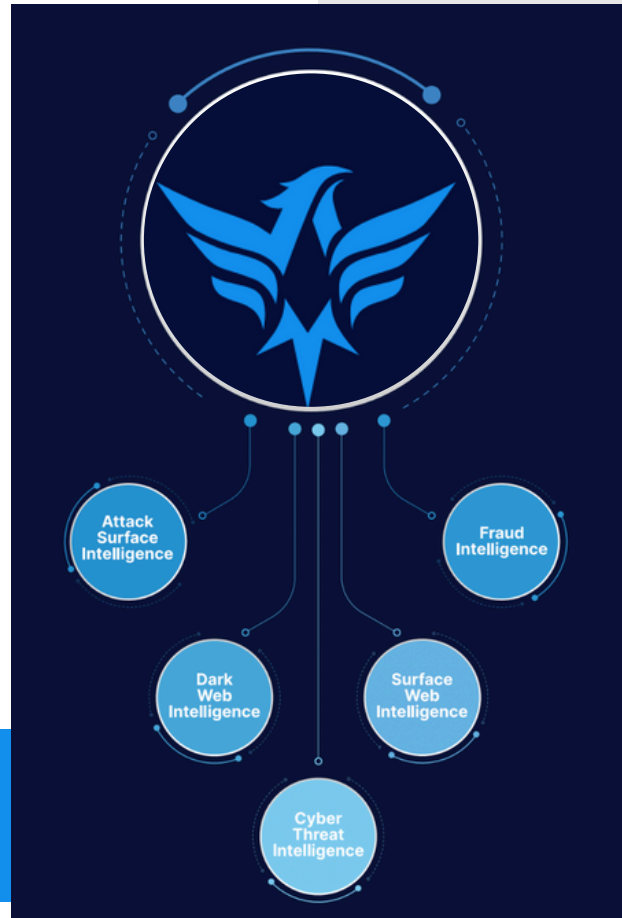 Attack
Surface
Intelligence
Fraud
Intelligence
Dark
Web
Intelligence
Surface
Web
Intelligence
Cyber
Threat
Intelligence